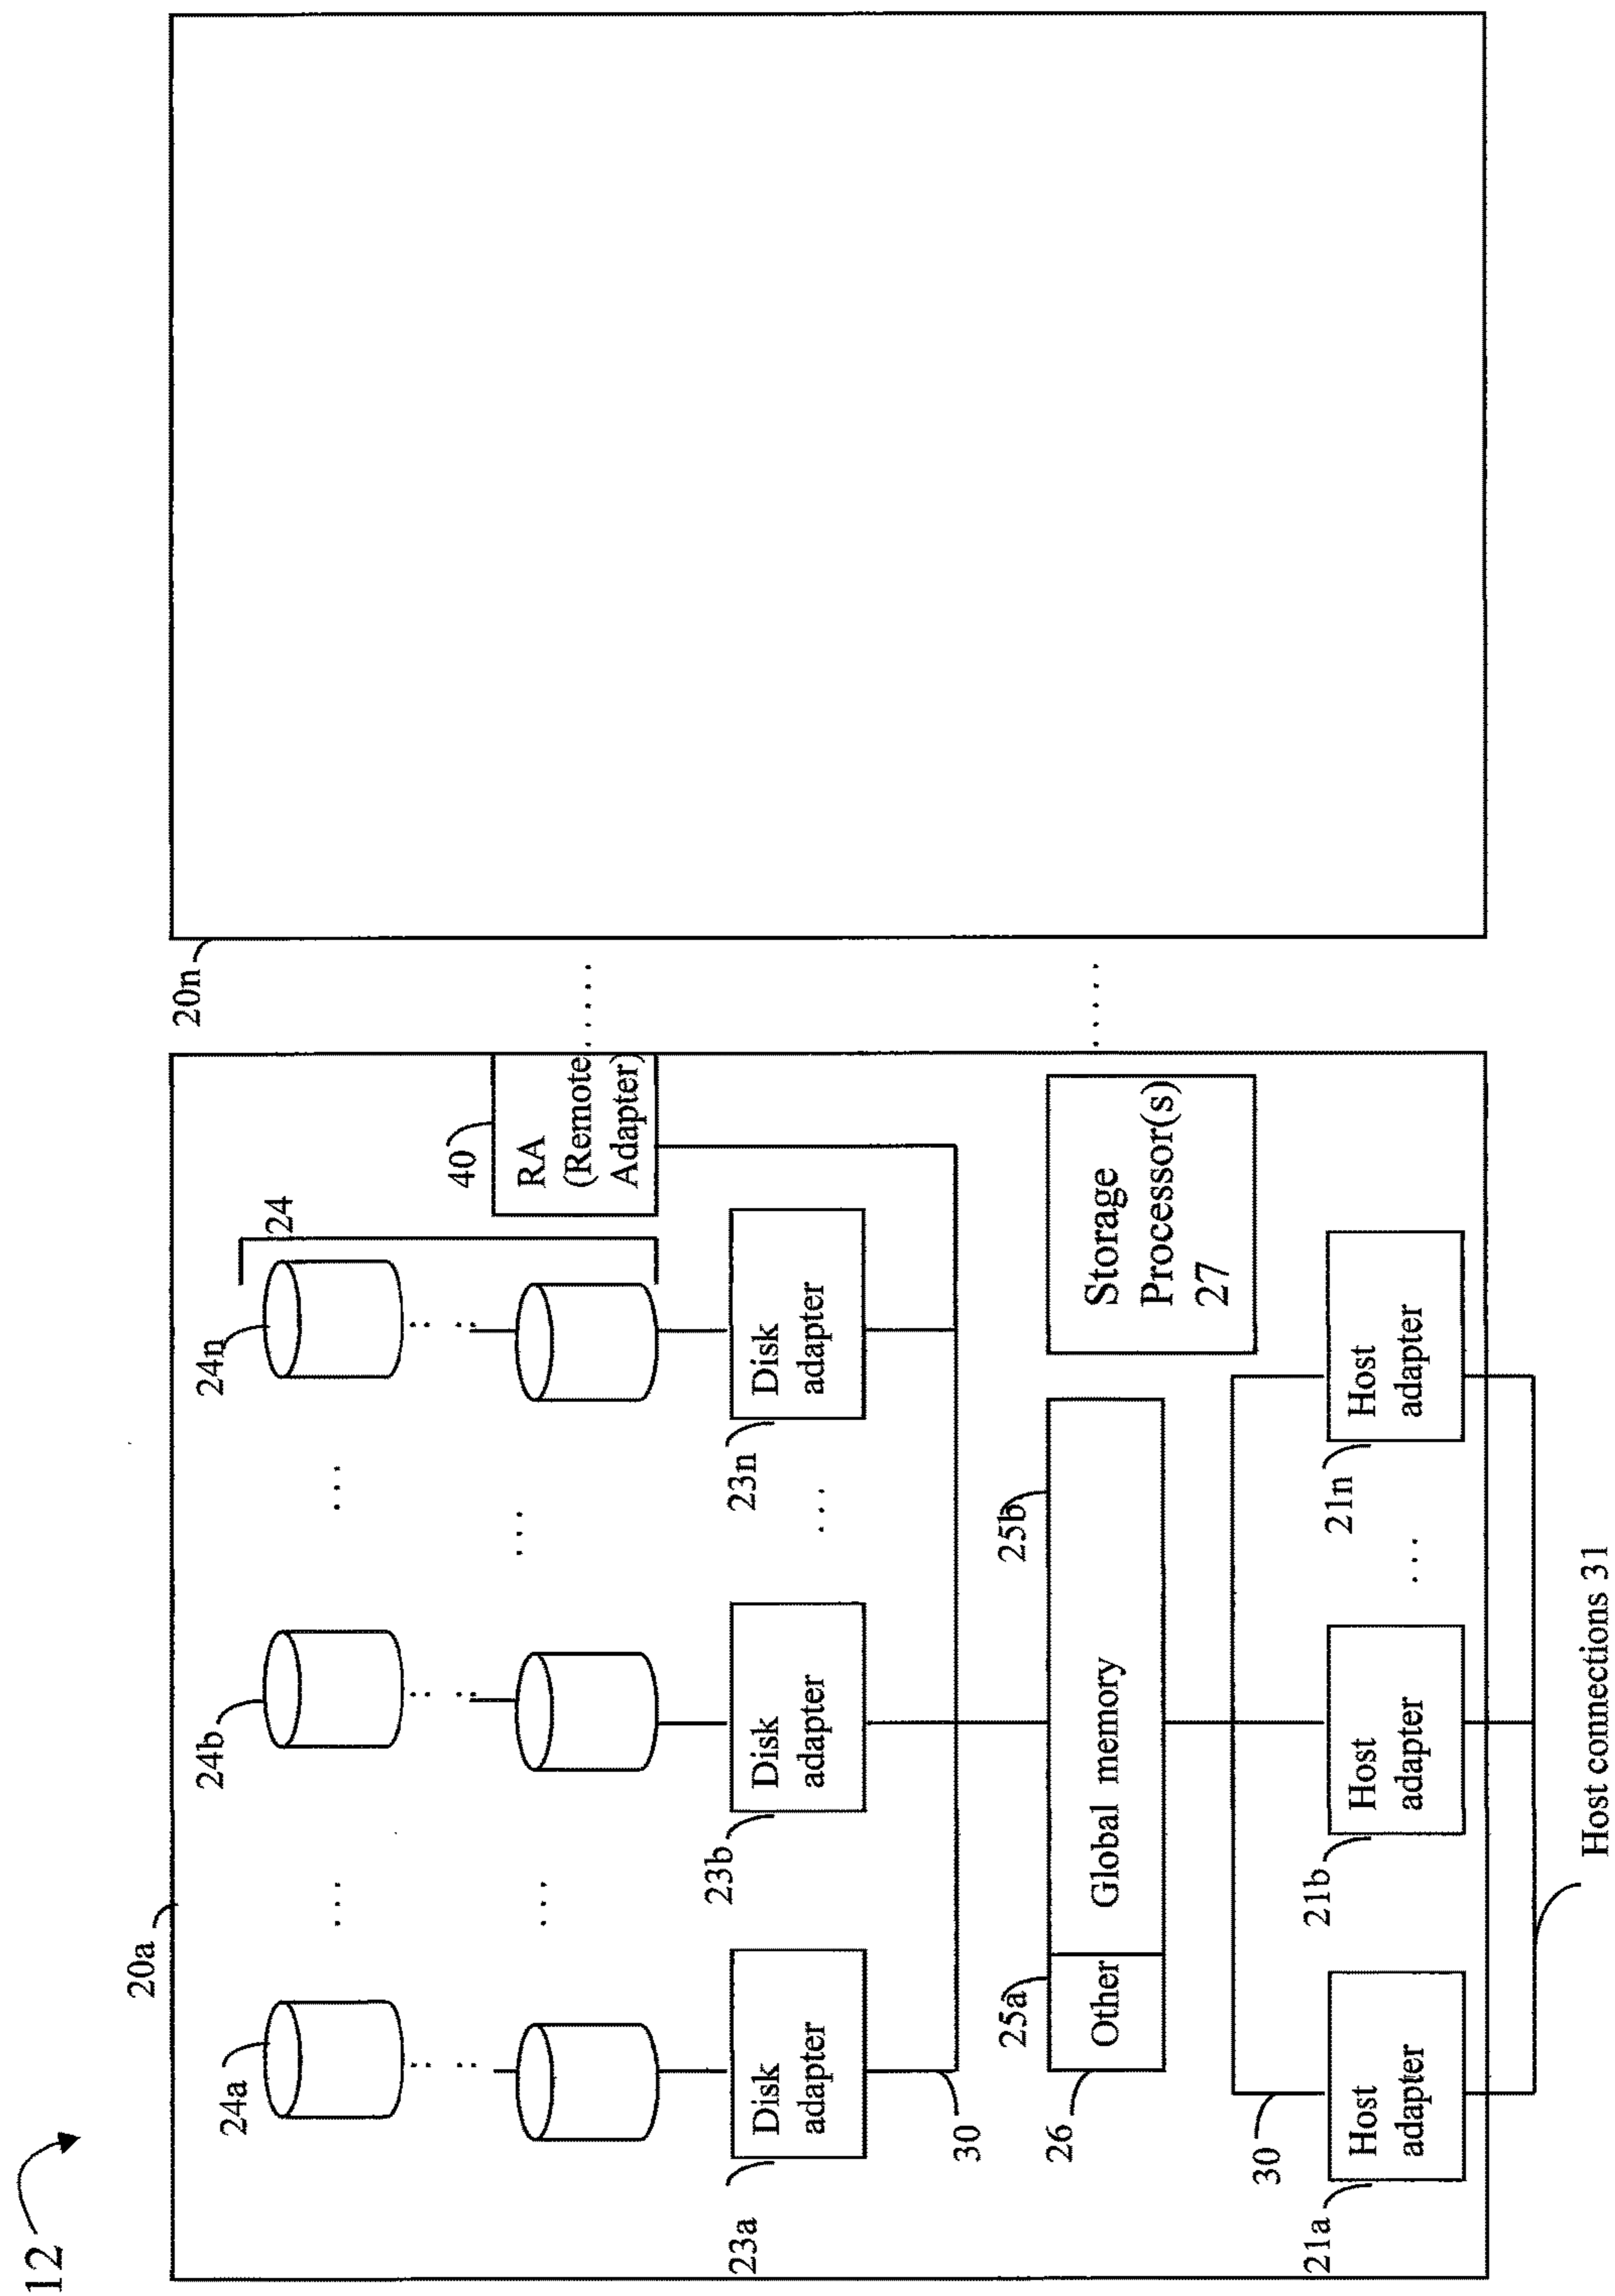 12
20a
20n
24a
24b
24n
24
40
RA
(Remote
Adapter)
23a
Disk
adapter
23b
Disk
adapter
23n
Disk
adapter
30
25a
25b
26
Other
Global memory
Storage
Processor(s)
27
30
21a
Host
adapter
21b
Host
adapter
21n
Host
adapter
Host connections 31